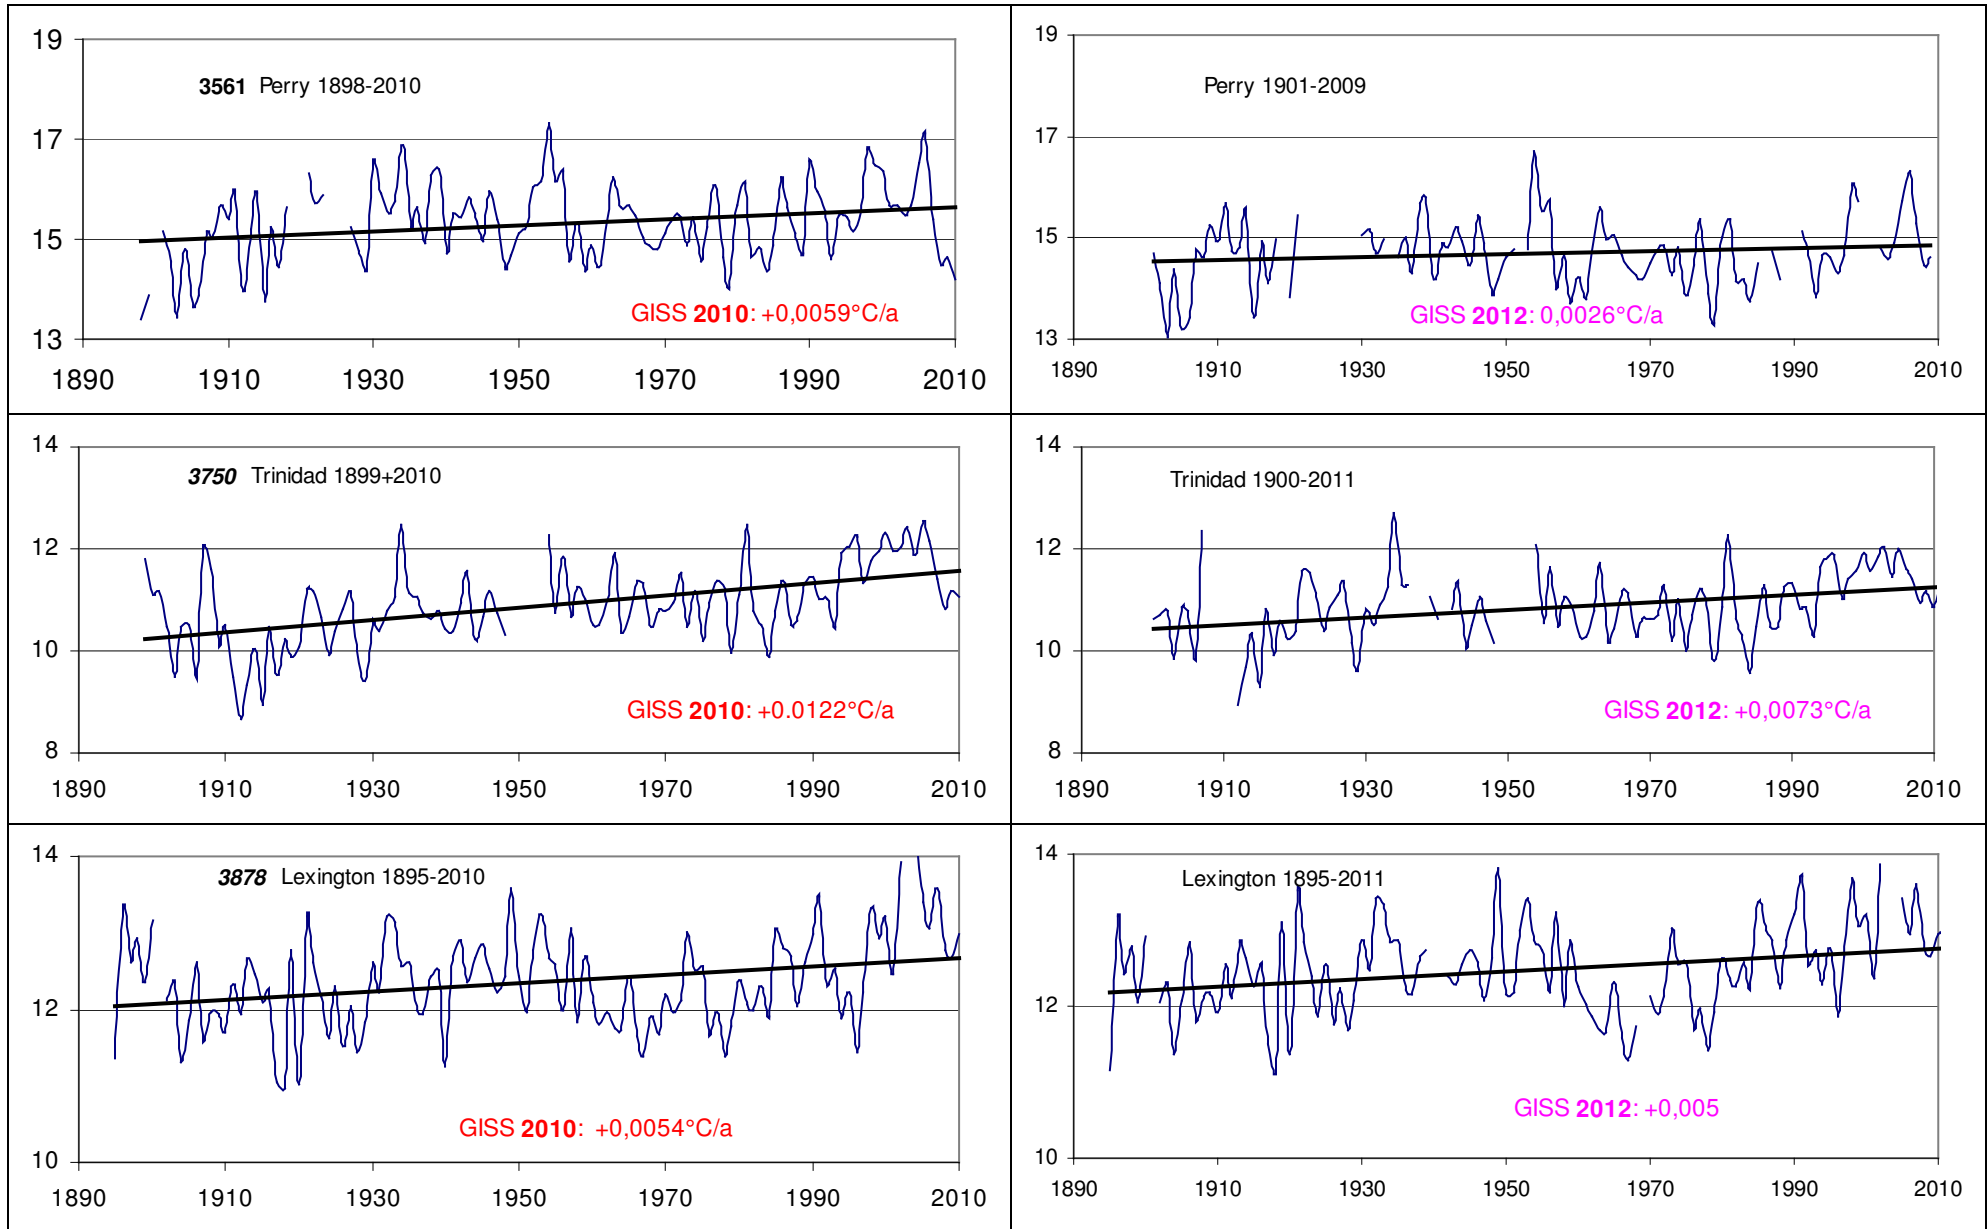 19
3561 Perry 1898-2010
17
15
GISS 2010: +0,0059°C/a
13
1890 1910 1930 1950 1970 1990 2010
19
Perry 1901-2009
17
15
GISS 2012: 0,0026°C/a
13
1890 1910 1930 1950 1970 1990 2010
14
3750 Trinidad 1899+2010
12
10
GISS 2010: +0.0122°C/a
8
1890 1910 1930 1950 1970 1990 2010
14
Trinidad 1900-2011
12
10
GISS 2012: +0,0073°C/a
8
1890 1910 1930 1950 1970 1990 2010
14
3878 Lexington 1895-2010
12
GISS 2010: +0,0054°C/a
10
1890 1910 1930 1950 1970 1990 2010
14
Lexington 1895-2011
12
GISS 2012: +0,005
10
1890 1910 1930 1950 1970 1990 2010